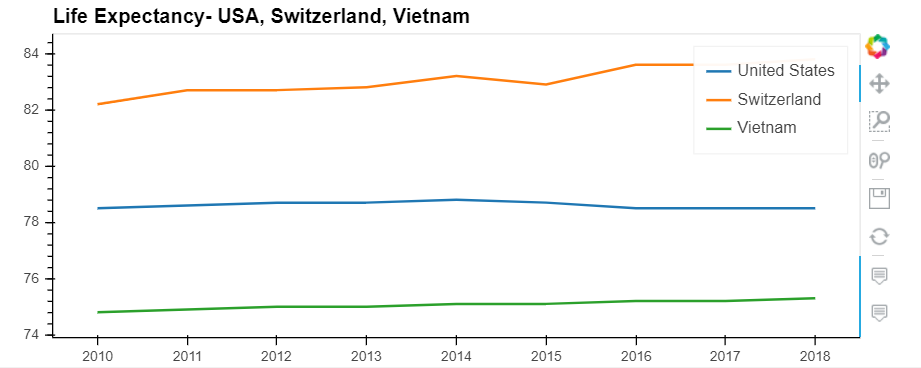 Life Expectancy- USA, Switzerland, Vietnam
84
82
80
78
76
74
United States
Switzerland
Vietnam
2010 2011 2012 2013 2014 2015 2016 2017 2018